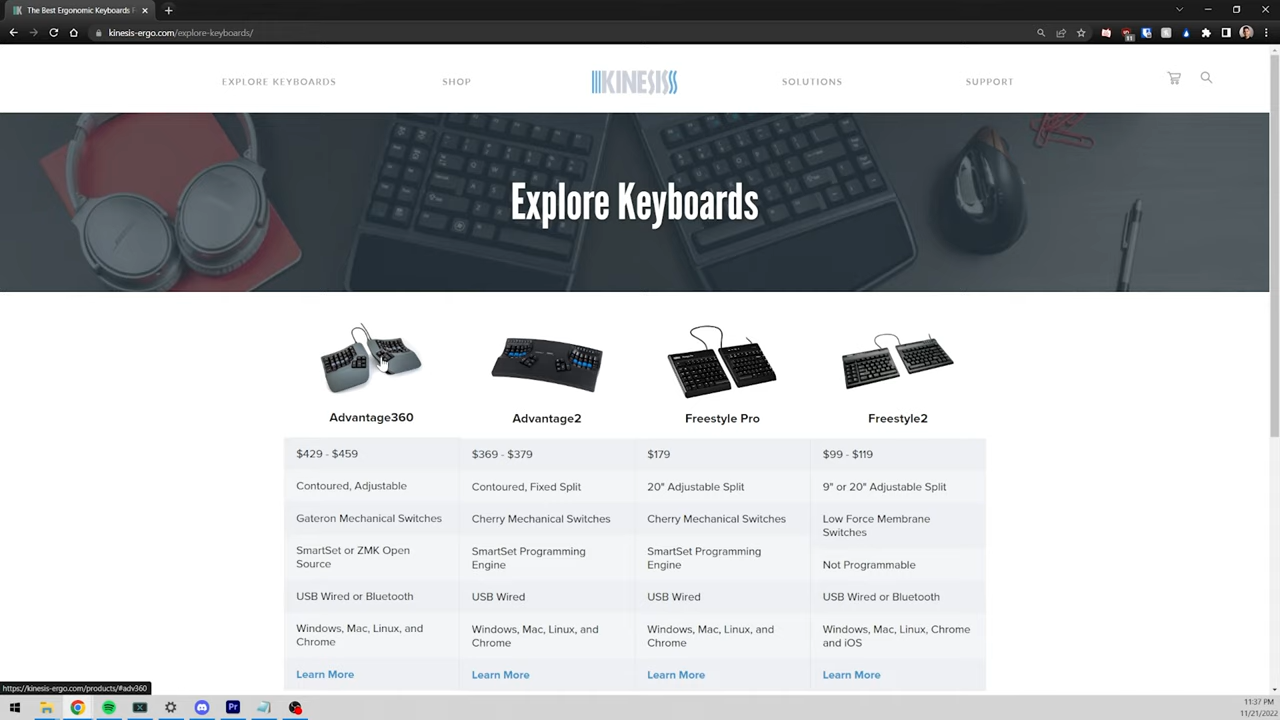 The Best Ergonomic Keyboards F
kinesis-ergo.com/explore-keyboards/
11
EXPLORE KEYBOARDS
SHOP
KINESIS
SOLUTIONS
SUPPORT
Explore Keyboards
Advantage360
Advantage2
Freestyle Pro
Freestyle2
$429 - $459
$369 - $379
$179
$99 - $119
Contoured, Adjustable
Contoured, Fixed Split
20" Adjustable Split
9" or 20" Adjustable Split
Gateron Mechanical Switches
Cherry Mechanical Switches
Cherry Mechanical Switches
Low Force Membrane
Switches
SmartSet or ZMK Open
Source
SmartSet Programming
Engine
SmartSet Programming
Engine
Not Programmable
USB Wired or Bluetooth
USB Wired
USB Wired
USB Wired or Bluetooth
Windows, Mac, Linux, and
Chrome
Windows, Mac, Linux, and
Chrome
Windows, Mac, Linux, and
Chrome
Windows, Mac, Linux, Chrome
and iOS
Learn More
Learn More
Learn More
Learn More
https://kinesis-ergo.com/products/#adv360
Pr
11:37 PM
11/21/2022